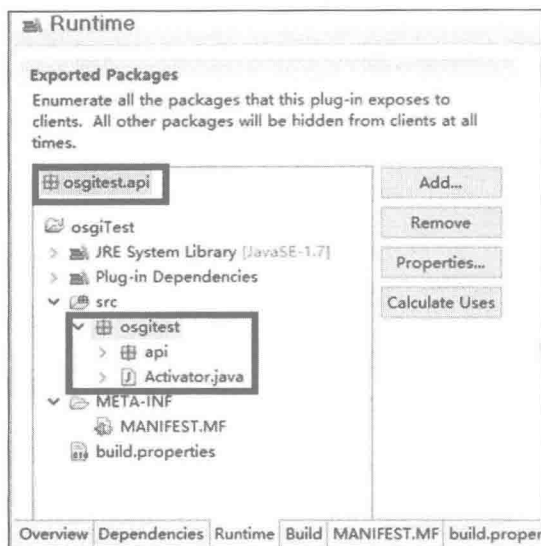 Runtime
Exported Packages
Enumerate all the packages that this plug-in exposes to
clients. All other packages will be hidden from clients at all
times.
osgitest.api
Add...
Remove
Properties...
Calculate Uses
osgiTest
JRE System Library [JavaSE-1.7]
Plug-in Dependencies
src
osgitest
api
Activator.java
META-INF
MANIFEST.MF
build.properties
Overview Dependencies Runtime Build MANIFEST.MF build.proper